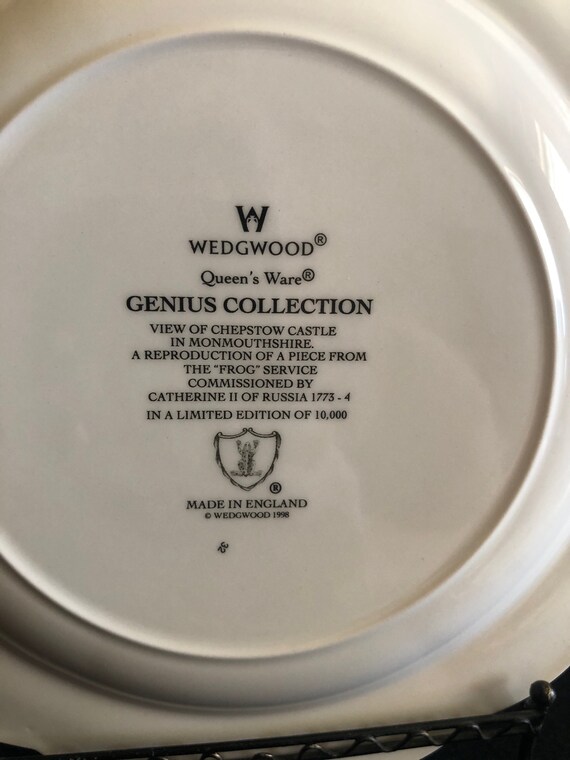 W
WEDGWOOD®
Queen's Ware®
GENIUS COLLECTION
VIEW OF CHEPSTOW CASTLE
IN MONMOUTHSHIRE.
A REPRODUCTION OF A PIECE FROM
THE "FROG" SERVICE
COMMISSIONED BY
CATHERINE II OF RUSSIA 1773 - 4
IN A LIMITED EDITION OF 10,000
®
MADE IN ENGLAND
© WEDGWOOD 1998